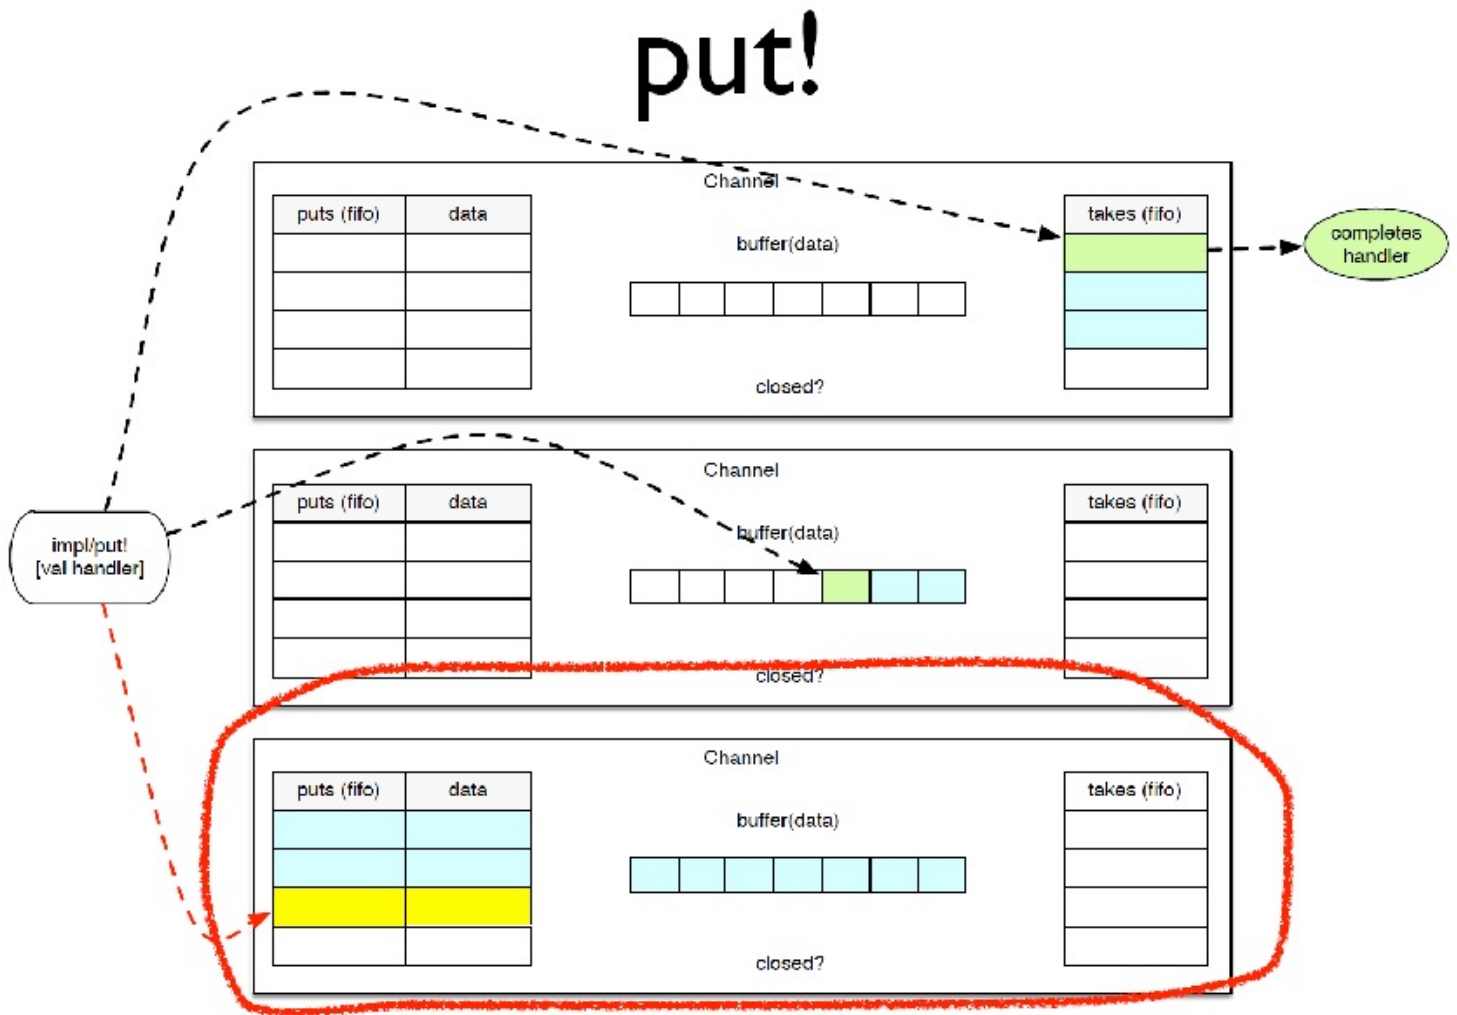 put!
Channel
puts (fifo) data takes (fifo)
buffer(data)
completes
handler
closed?
Channel
puts (fifo) data takes (fifo)
buffer(data)
impl/put!
[val handler]
closed?
Channel
puts (fifo) data takes (fifo)
buffer(data)
closed?